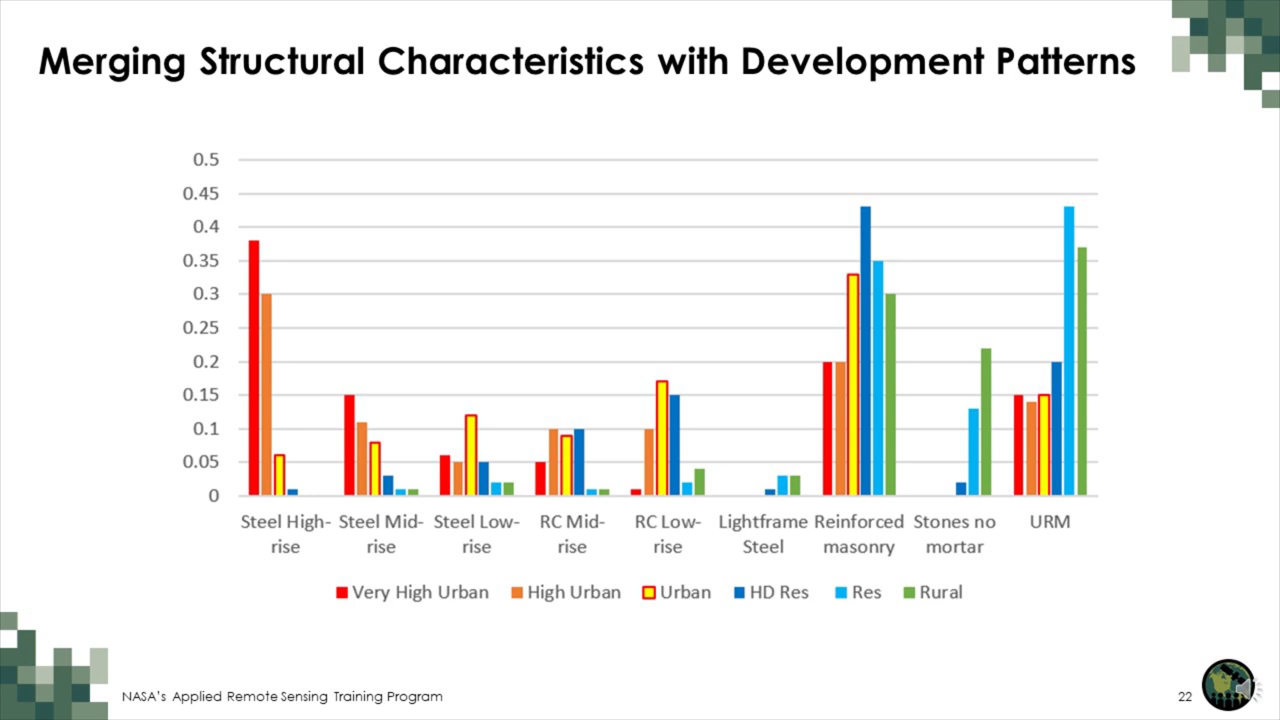 Merging Structural Characteristics with Development Patterns
0.5
0.45
0.4
0.35
0.3
0.25
0.2
0.15
0.1
0.05
0
Steel High- Steel Mid- Steel Low- RC Mid- RC Low- Lightframe Reinforced Stones no URM
rise rise rise rise rise Steel masonry mortar
Very High Urban High Urban Urban HD Res Res Rural
NASA's Applied Remote Sensing Training Program 22